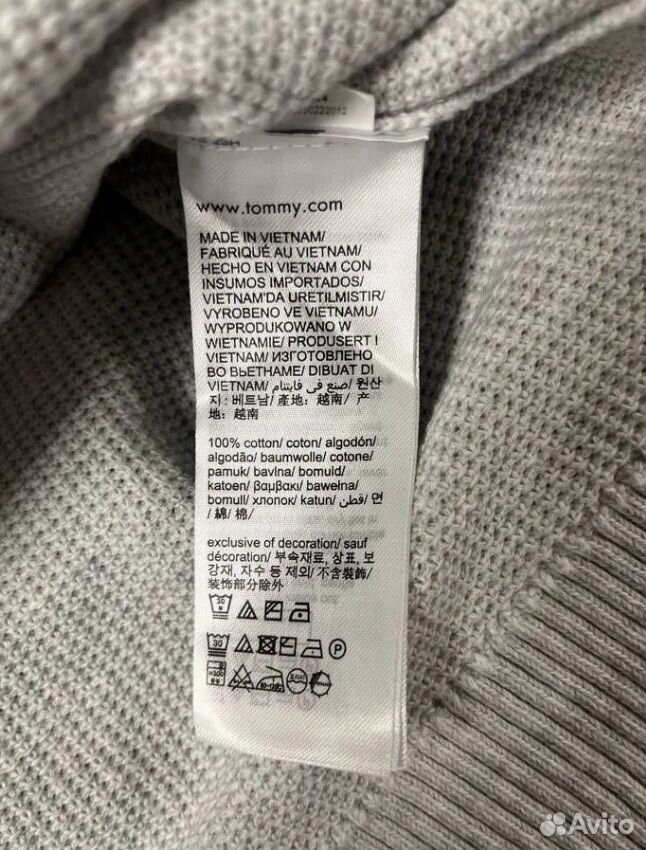 www.tommy.com
MADE IN VIETNAM/
FABRIQUÉ AU VIETNAM/
HECHO EN VIETNAM CON
INSUMOS IMPORTADOS/
VIETNAM'DA URETILMISTIR/
VYROBENO VE VIETNAMU/
WYPRODUKOWANO W
WIETNAMIE/ PRODUSERT I
VIETNAM/ ИЗГОТОВЛЕНО
ВО ВЬЕТНАМЕ/ DIBUAT DI
VIETNAM/ صنع في فايتنام/ 원산
지 : 베트남/ 產地 : 越南/ 产
地 : 越南
100% cotton/ coton/ algodón/
algodão/ baumwolle/ cotone/
pamuk/ bavlna/ bomuld/
katoen/ βαμβακι/ bawełna/
bomull/ хлопок/ katun/ قطن/ 면
/ 綿/ 棉/
exclusive of decoration/ sauf
décoration/ 부속재료, 상표, 보
강재, 자수 등 제외/ 不含裝飾/
装饰部分除外
30
30 P
Avito